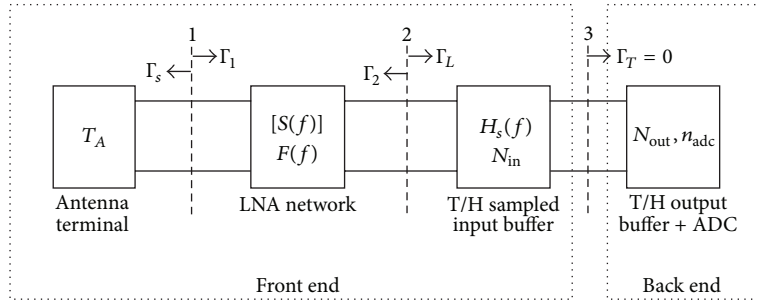 1
2
3
Γs
Γ1
Γ2
ΓL
ΓT = 0
TA
[S(f)]
F(f)
Hs(f)
Nin
Nout, nadc
Antenna
terminal
LNA network
T/H sampled
input buffer
T/H output
buffer + ADC
Front end
Back end